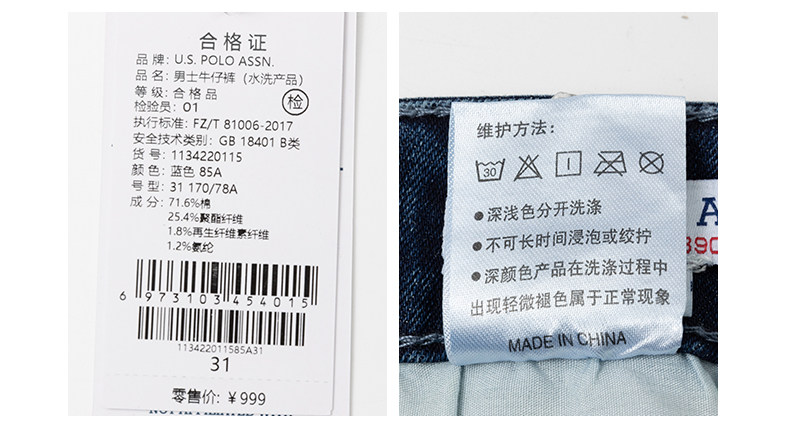 合格证
品 牌: U.S. POLO ASSN.
品 名: 男士牛仔裤（水洗产品）
等 级: 合 格 品
检验员: 01
检
执行标准: FZ/T 81006-2017
安全技术类别: GB 18401 B类
货 号: 1134220115
颜 色: 蓝色 85A
号 型: 31 170/78A
成 分: 71.6%棉
25.4%聚酯纤维
1.8%再生纤维素纤维
1.2%氨纶
6 973103 454015
113422011585A31
31
零售价: ¥999
维护方法:
30
●深浅色分开洗涤
●不可长时间浸泡或绞拧
●深颜色产品在洗涤过程中
出现轻微褪色属于正常现象
MADE IN CHINA
A